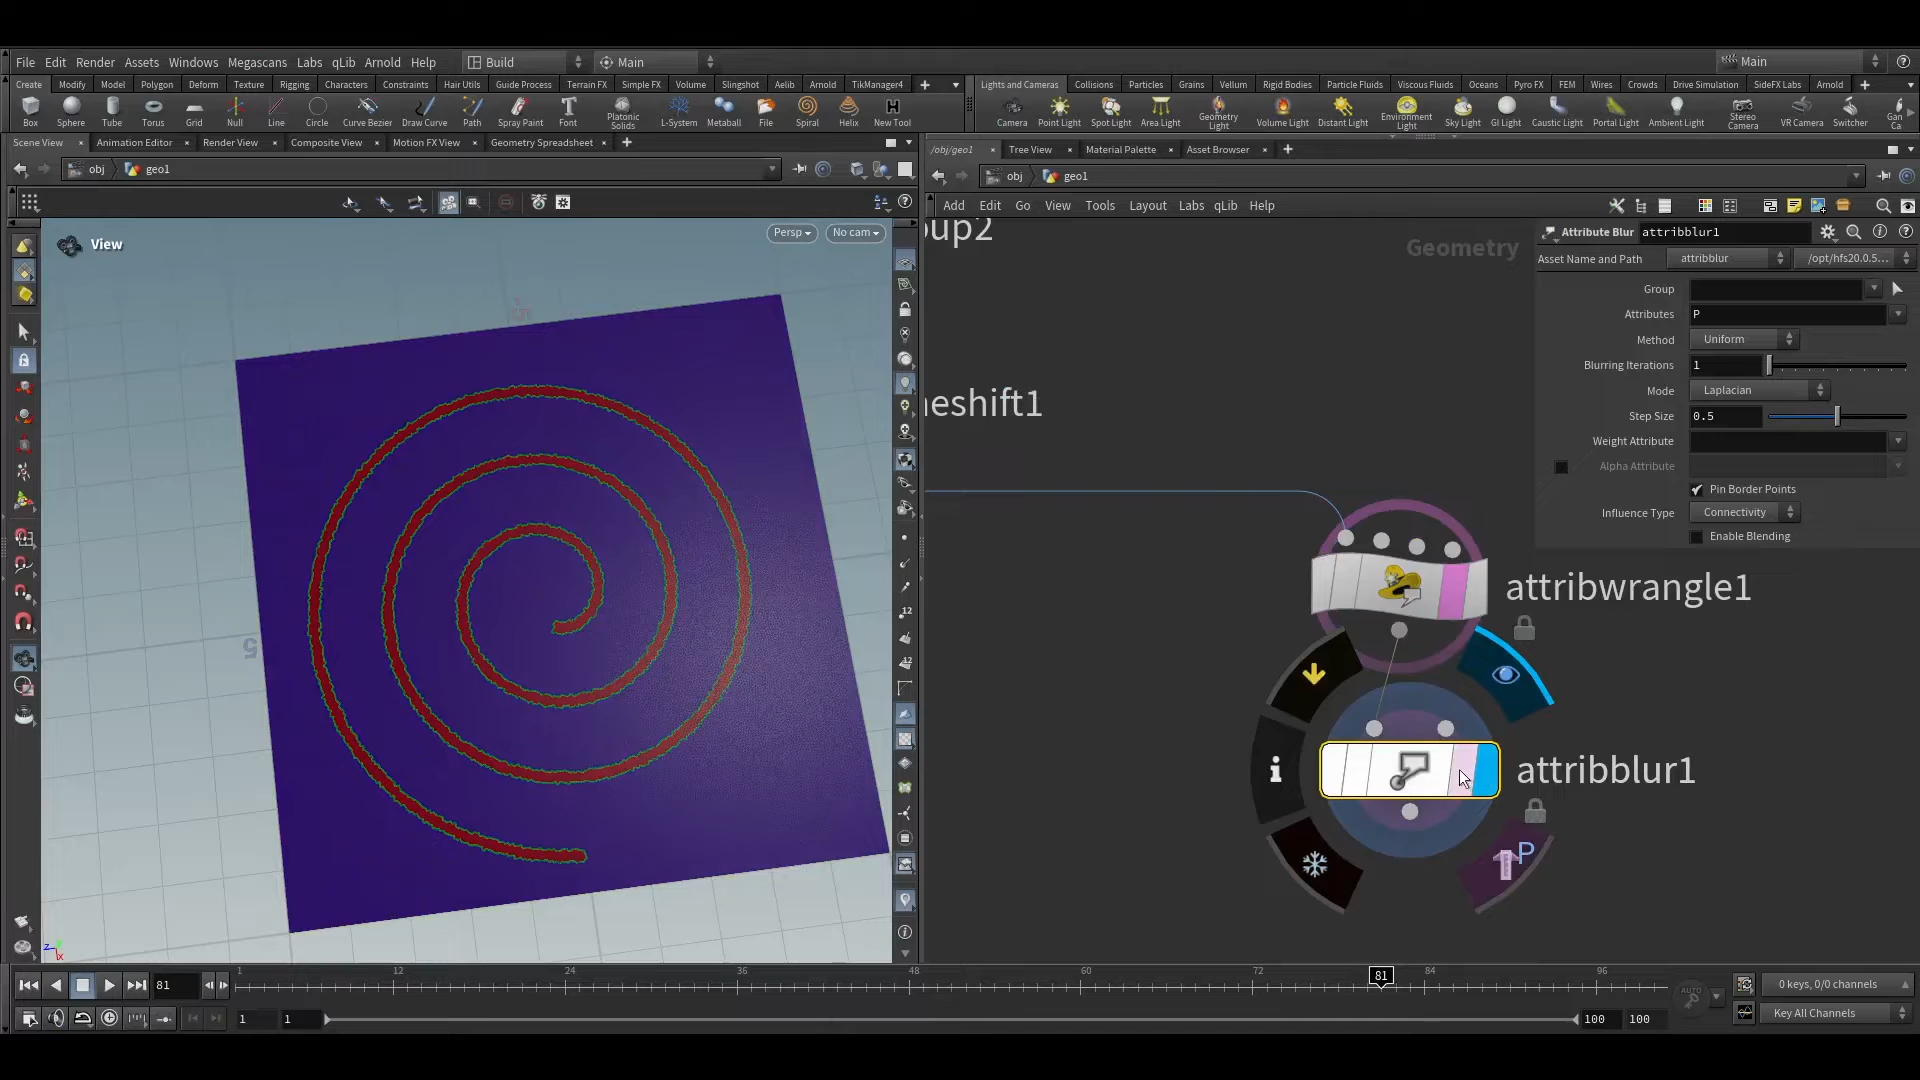 File Edit Render Assets Windows Megascans Labs qLib Arnold Help Build Main Main
Create Modify Model Polygon Deform Texture Rigging Characters Constraints Hair Utils Guide Process Terrain FX Simple FX Volume Slingshot Aelib Arnold TikManager4
Lights and Cameras Collisions Particles Grains Vellum Rigid Bodies Particle Fluids Viscous Fluids Oceans Pyro FX FEM Wires Crowds Drive Simulation SideFX Labs Arnold
Box Sphere Tube Torus Grid Null Line Circle Curve Bezier Draw Curve Path Spray Paint Font Platonic Solids L-System Metaball File Spiral Helix New Tool
Camera Point Light Spot Light Area Light Geometry Light Volume Light Distant Light Environment Light Sky Light GI Light Caustic Light Portal Light Ambient Light Stereo Camera VR Camera Switcher Gan Ca
Scene View Animation Editor Render View Composite View Motion FX View Geometry Spreadsheet
/obj/geo1 Tree View Material Palette Asset Browser
obj geo1
obj geo1
Add Edit Go View Tools Layout Labs qLib Help
View
Persp No cam
5
5
12
12
oup2
Geometry
eshift1
attribwrangle1
attribblur1
P
Attribute Blur attribblur1
Asset Name and Path attribblur /opt/hfs20.0.5...
Group
Attributes P
Method Uniform
Blurring Iterations 1
Mode Laplacian
Step Size 0.5
Weight Attribute
Alpha Attribute
Pin Border Points
Influence Type Connectivity
Enable Blending
z x
81
1 12 24 36 48 60 72 81 84 96
AUTO
0 keys, 0/0 channels
1 1 100 100
Key All Channels